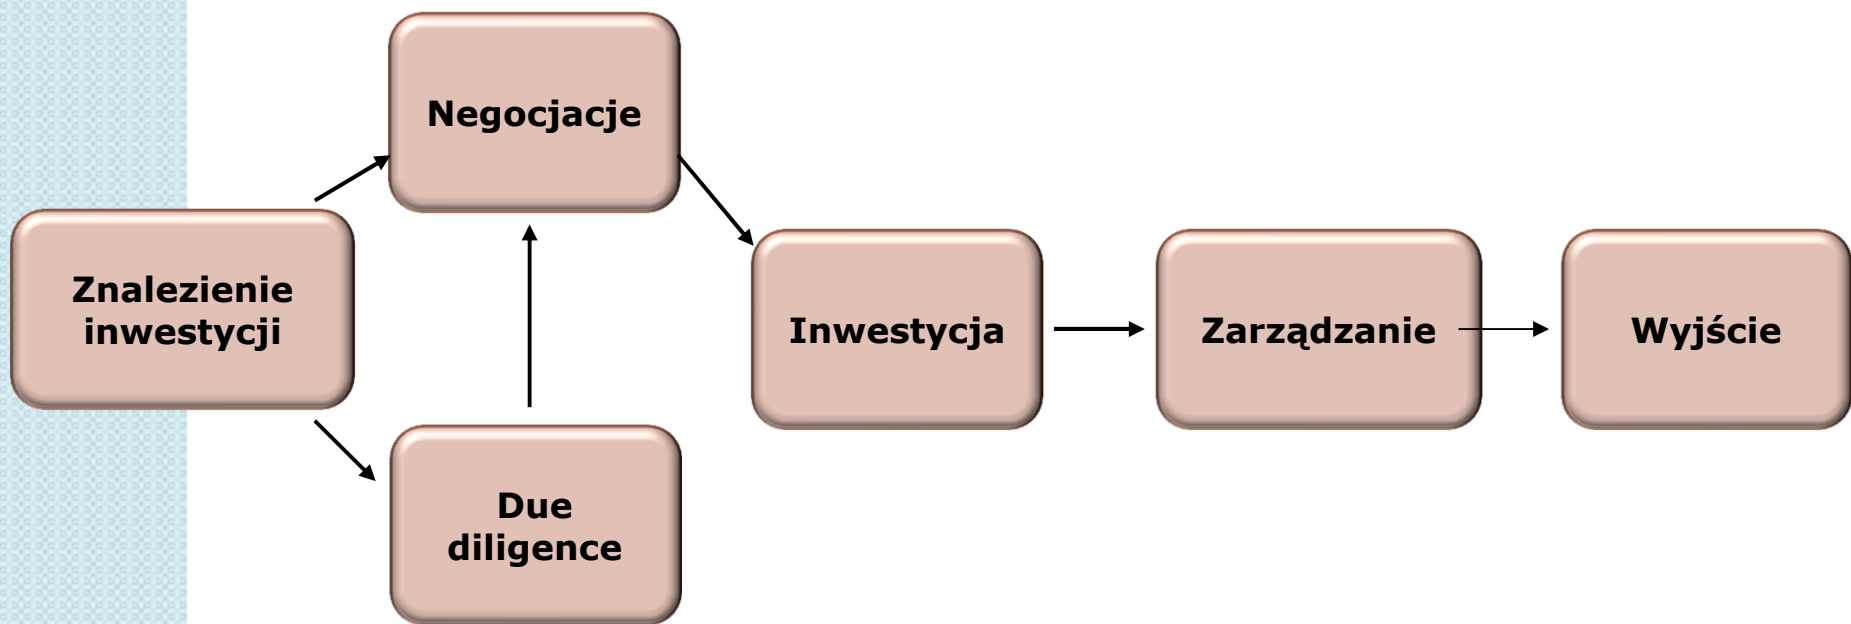 Negocjacje
Znalezienie
inwestycji
Due
diligence
Inwestycja
Zarządzanie
Wyjście